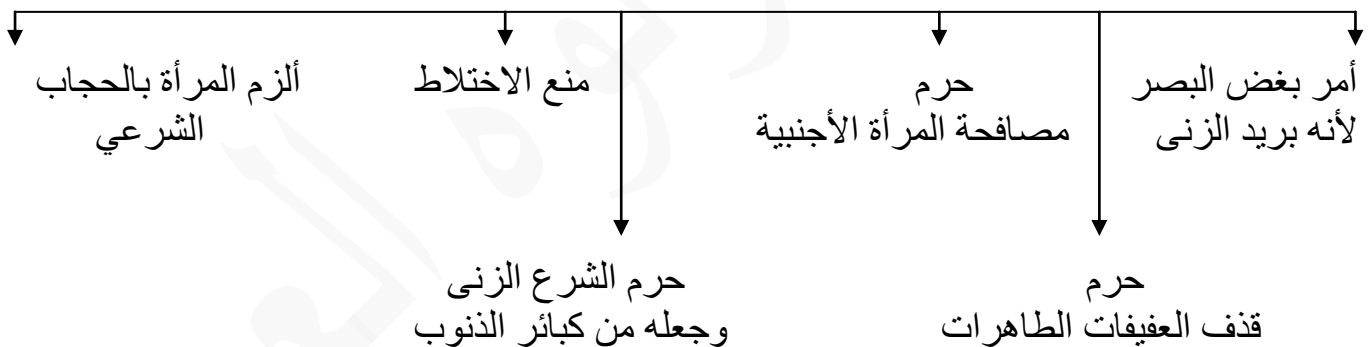 أمر بغض البصر
لأنه بريد الزنى
حرم
مصافحة المرأة الأجنبية
منع الاختلاط
ألزم المرأة بالحجاب
الشرعي
حرم
قذف العفيفات الطاهرات
حرم الشرع الزنى
وجعله من كبائر الذنوب